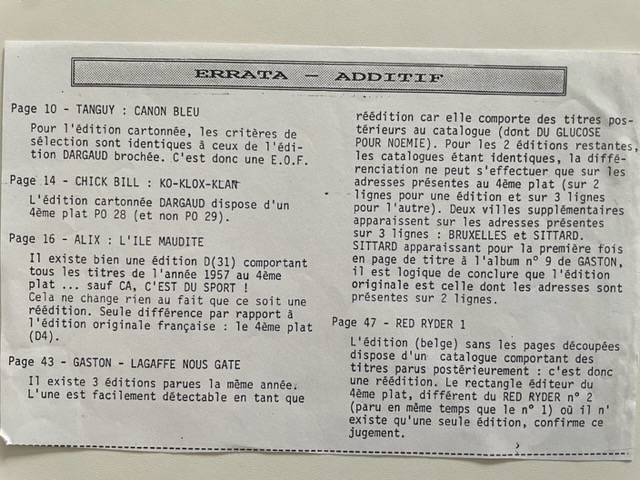 ERRATA - ADDITIF
Page 10 - TANGUY : CANON BLEU
Pour l'édition cartonnée, les critères de
sélection sont identiques à ceux de l'édi-
tion DARGAUD brochée. C'est donc une E.O.F.
Page 14 - CHICK BILL : KO-KLOX-KLAN
L'édition cartonnée DARGAUD dispose d'un
4ème plat PO 28 (et non PO 29).
Page 16 - ALIX : L'ILE MAUDITE
Il existe bien une édition D(31) comportant
tous les titres de l'année 1957 au 4ème
plat ... sauf CA, C'EST DU SPORT !
Cela ne change rien au fait que ce soit une
réédition. Seule différence par rapport à
l'édition originale française : le 4ème plat
(D4).
Page 43 - GASTON - LAGAFFE NOUS GATE
Il existe 3 éditions parues la même année.
L'une est facilement détectable en tant que
réédition car elle comporte des titres pos-
térieurs au catalogue (dont DU GLUCOSE
POUR NOEMIE). Pour les 2 éditions restantes,
les catalogues étant identiques, la diffé-
renciation ne peut s'effectuer que sur les
adresses présentes au 4ème plat (sur 2
lignes pour une édition et sur 3 lignes
pour l'autre). Deux villes supplémentaires
apparaissent sur les adresses présentes
sur 3 lignes : BRUXELLES et SITTARD.
SITTARD apparaissant pour la première fois
en page de titre à l'album n° 9 de GASTON,
il est logique de conclure que l'édition
originale est celle dont les adresses sont
présentes sur 2 lignes.
Page 47 - RED RYDER 1
L'édition (belge) sans les pages découpées
dispose d'un catalogue comportant des
titres parus postérieurement : c'est donc
une réédition. Le rectangle éditeur du
4ème plat, différent du RED RYDER n° 2
(paru en même temps que le n° 1) où il n'
existe qu'une seule édition, confirme ce
jugement.